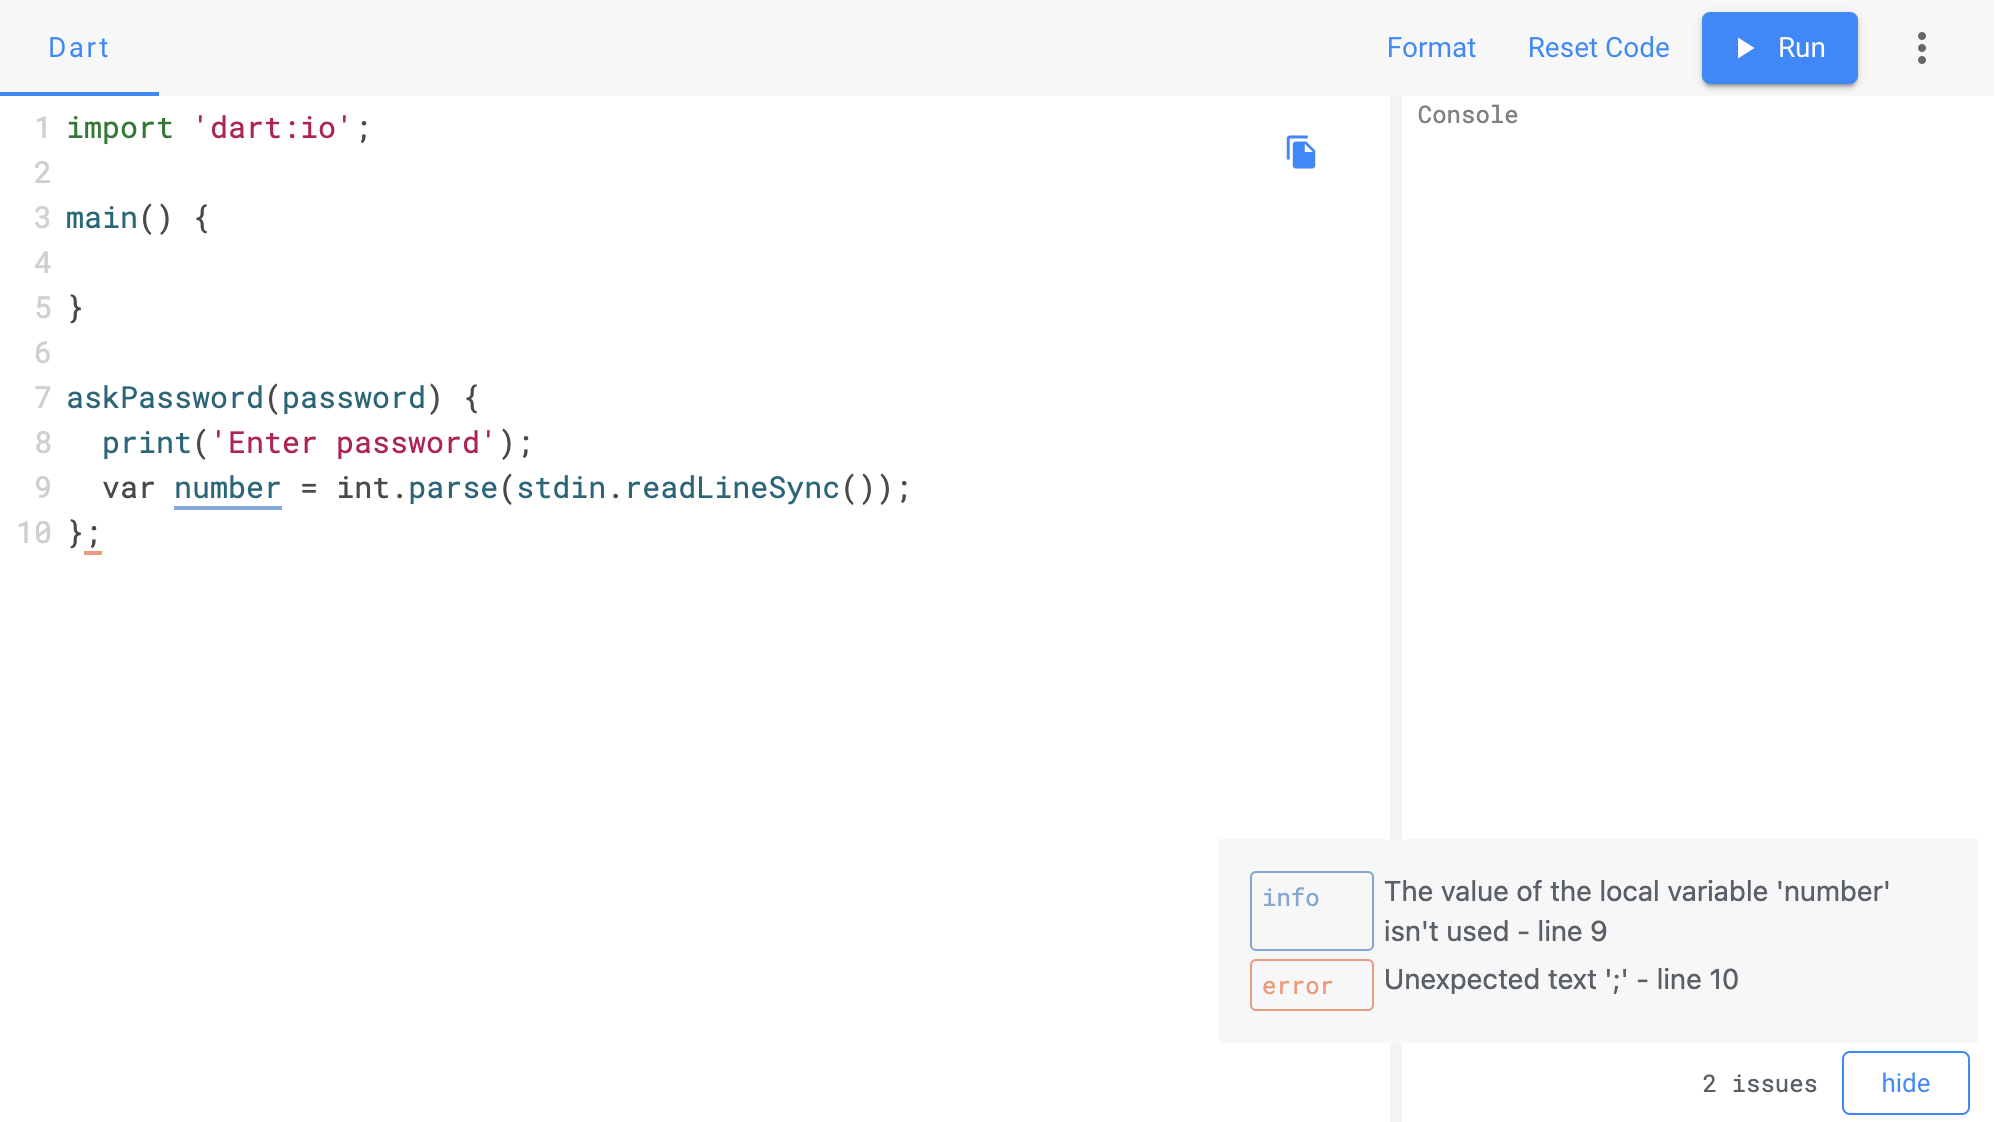 Dart
Format Reset Code Run
1 import 'dart:io';
2
3 main() {
4
5 }
6
7 askPassword(password) {
8   print('Enter password');
9   var number = int.parse(stdin.readLineSync());
10 };
Console
info The value of the local variable 'number'
isn't used - line 9
error Unexpected text ';' - line 10
2 issues hide